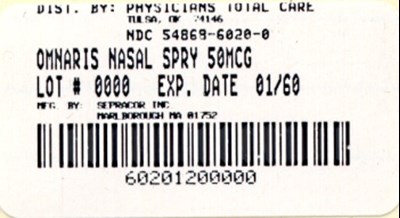 DIST. BY: PHYSICIANS TOTAL CARE
TULSA, OK 74146
NDC 54869-6020-0
OMNARIS NASAL SPRY 50MCG
LOT # 0000 EXP. DATE 01/60
MFG. BY: SEPRACOR INC
MARLBOROUGH MA 01752
60201200000